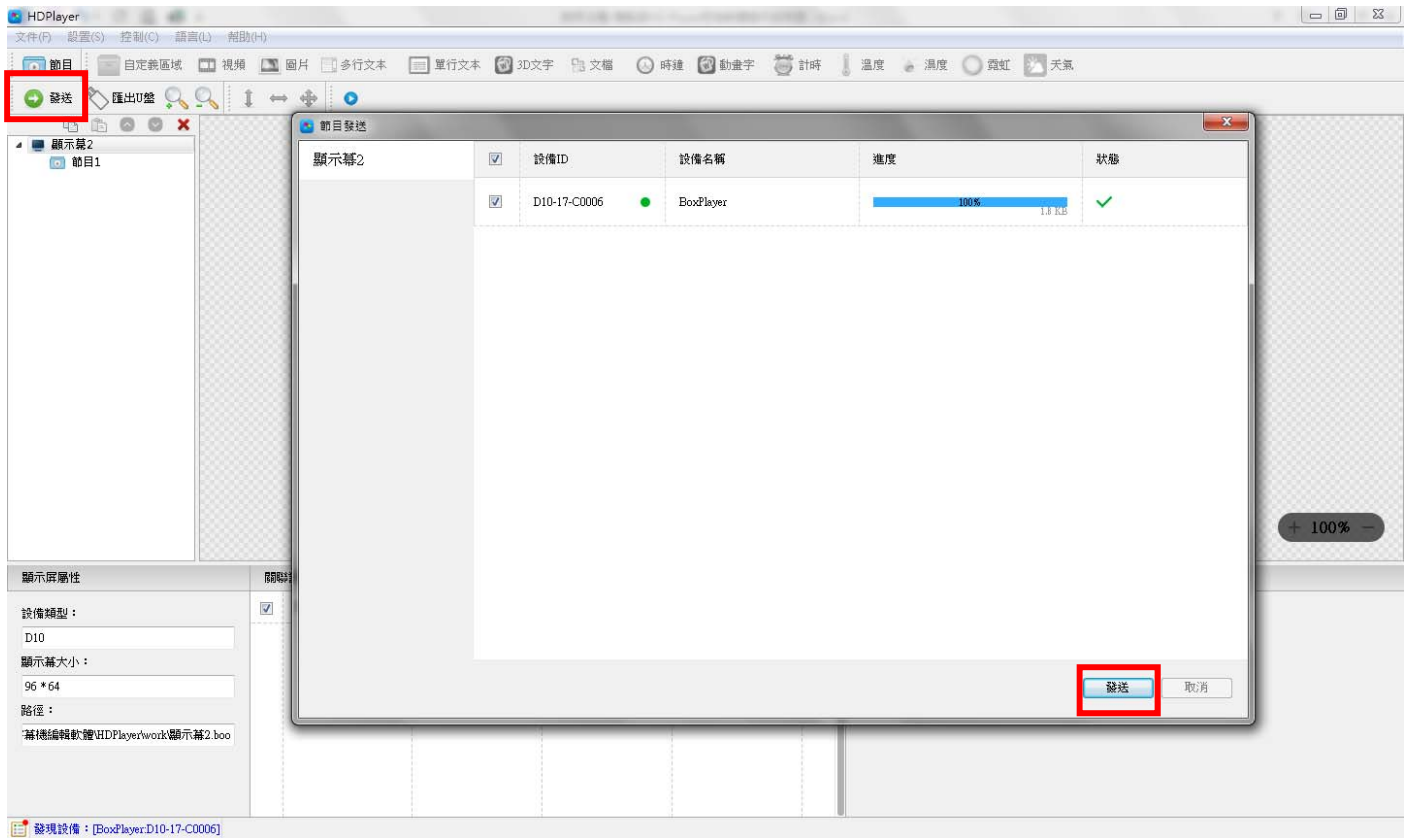 HDPlayer
文件(F) 設置(S) 控制(C) 語言(L) 幫助(H)
節目 自定義區域 視頻 圖片 多行文本 單行文本 3D文字 文檔 時鐘 動畫字 計時 溫度 濕度 霓虹 天氣
發送 匯出U盤
節目發送
顯示幕2
節目1
顯示幕2
設備ID 設備名稱 進度 狀態
D10-17-C0006 BoxPlayer 100% 1.8 KB
+ 100% −
顯示屏屬性
設備類型：
D10
顯示幕大小：
96 *64
路徑：
幕機編輯軟體\HDPlayer\work\顯示幕2.boo
發送 取消
發現設備：[BoxPlayer:D10-17-C0006]